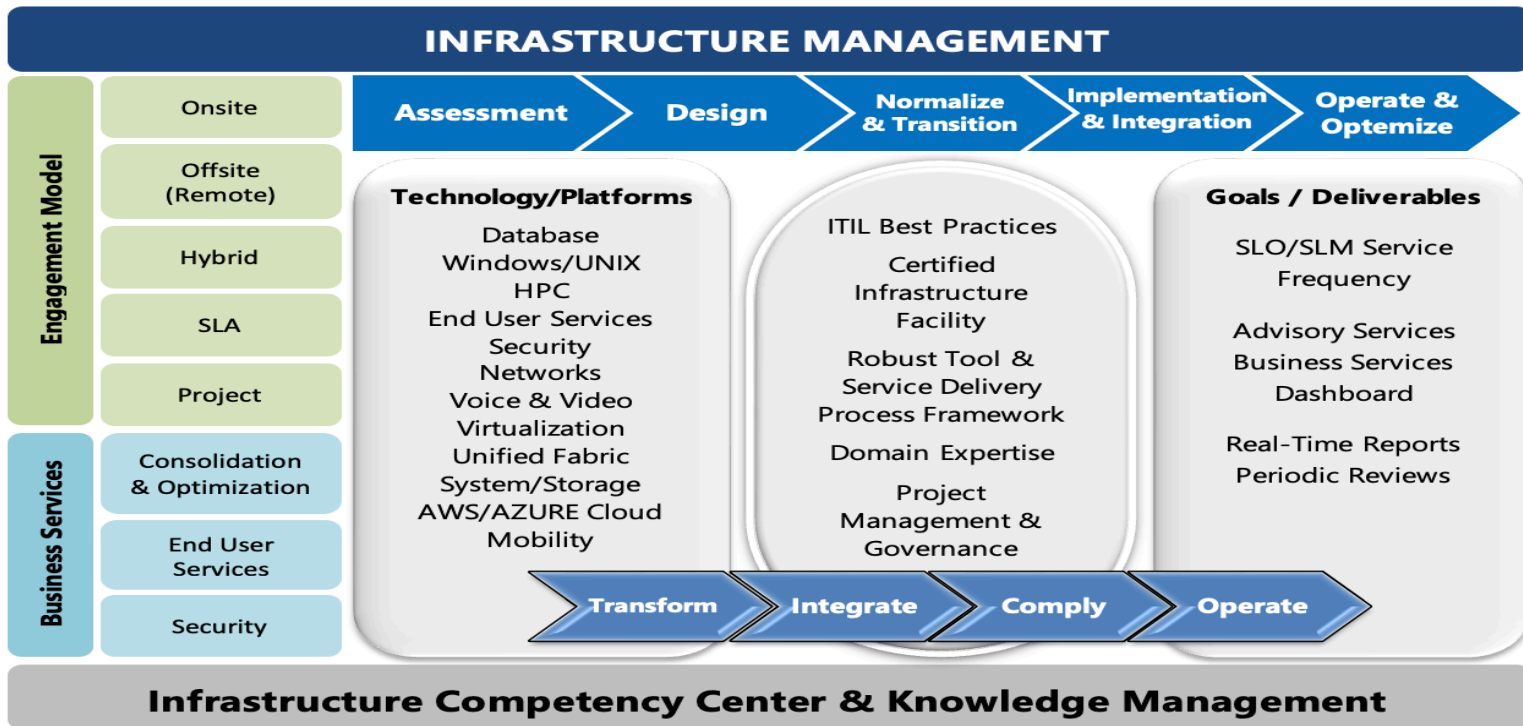 INFRASTRUCTURE MANAGEMENT
Engagement Model
Onsite
Offsite
(Remote)
Hybrid
SLA
Project
Business Services
Consolidation
& Optimization
End User
Services
Security
Assessment
Design
Normalize
& Transition
Implementation
& Integration
Operate &
Optemize
Technology/Platforms
Database
Windows/UNIX
HPC
End User Services
Security
Networks
Voice & Video
Virtualization
Unified Fabric
System/Storage
AWS/AZURE Cloud
Mobility
ITIL Best Practices
Certified
Infrastructure
Facility
Robust Tool &
Service Delivery
Process Framework
Domain Expertise
Project
Management &
Governance
Goals / Deliverables
SLO/SLM Service
Frequency
Advisory Services
Business Services
Dashboard
Real-Time Reports
Periodic Reviews
Transform
Integrate
Comply
Operate
Infrastructure Competency Center & Knowledge Management